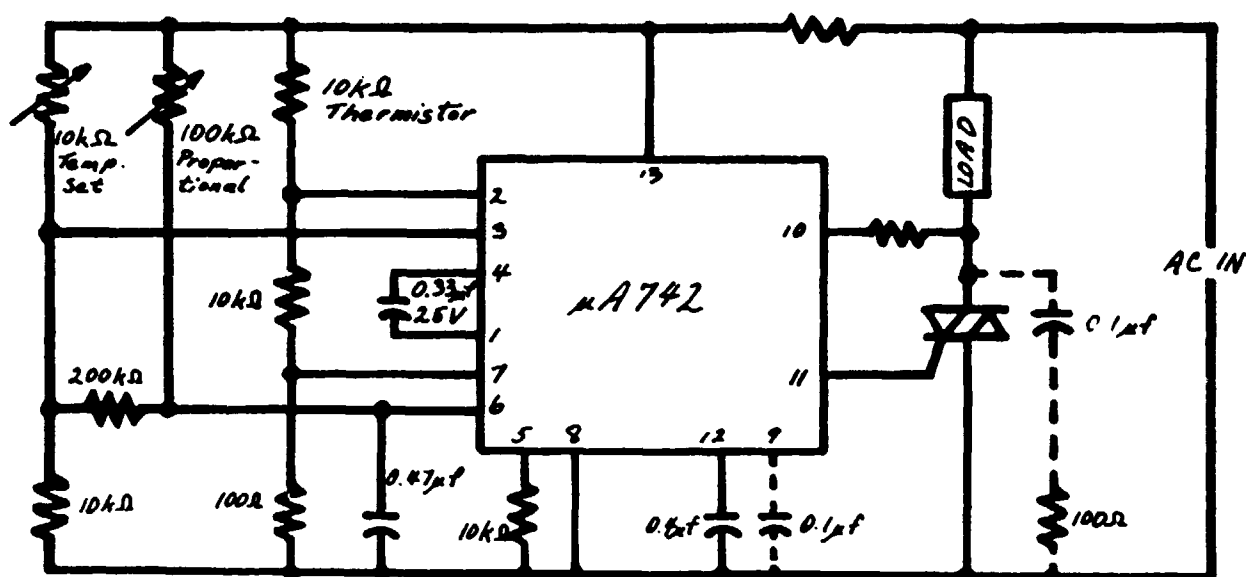 10kΩ
Temp.
set
100kΩ
Propor-
tional
10kΩ
Thermistor
13
LOAD
2
3
4
1
7
6
10
11
μA742
AC IN
10kΩ
0.33μf
25V
0.1μf
200kΩ
5
8
12
9
10kΩ
100Ω
0.47μf
10kΩ
0.1μf
100Ω